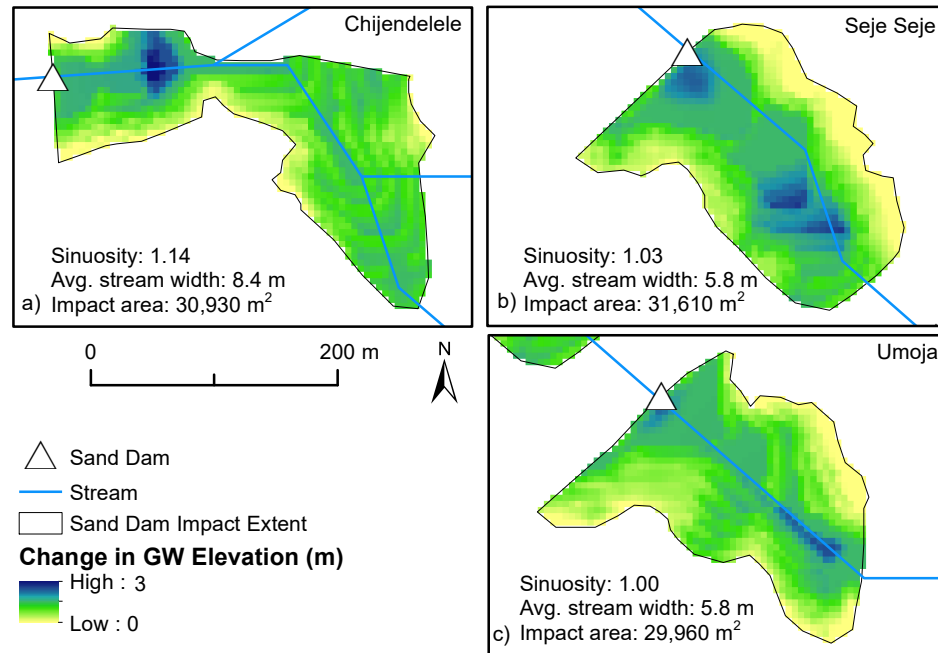 Chijendelele
Sinuosity: 1.14
Avg. stream width: 8.4 m
a) Impact area: 30,930 m²
Seje Seje
Sinuosity: 1.03
Avg. stream width: 5.8 m
b) Impact area: 31,610 m²
0 200 m
N
Sand Dam
Stream
Sand Dam Impact Extent
Change in GW Elevation (m)
High : 3
Low : 0
Umoja
Sinuosity: 1.00
Avg. stream width: 5.8 m
c) Impact area: 29,960 m²